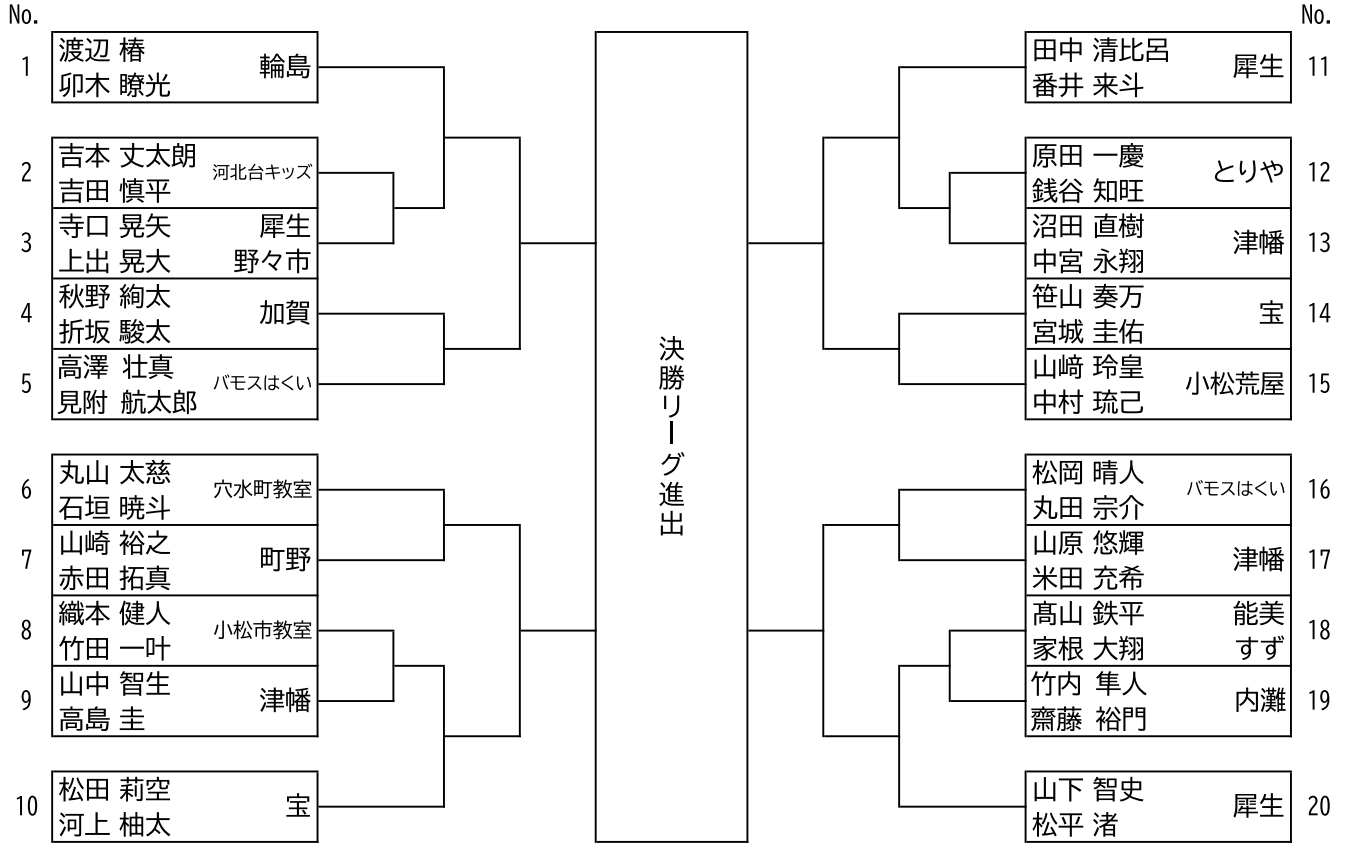 No.
1
渡辺 椿
卯木 瞭光
輪島
2
吉本 丈太朗
吉田 慎平
河北台キッズ
3
寺口 晃矢 犀生
上出 晃大 野々市
4
秋野 絢太
折坂 駿太
加賀
5
高澤 壮真
見附 航太郎
バモスはくい
6
丸山 太慈
石垣 暁斗
穴水町教室
7
山崎 裕之
赤田 拓真
町野
8
織本 健人
竹田 一叶
小松市教室
9
山中 智生
高島 圭
津幡
10
松田 莉空
河上 柚太
宝
決勝リーグ進出
No.
田中 清比呂
番井 来斗
犀生
11
原田 一慶
銭谷 知旺
とりや
12
沼田 直樹
中宮 永翔
津幡
13
笹山 奏万
宮城 圭佑
宝
14
山﨑 玲皇
中村 琉己
小松荒屋
15
松岡 晴人
丸田 宗介
バモスはくい
16
山原 悠輝
米田 充希
津幡
17
髙山 鉄平 能美
家根 大翔 すず
18
竹内 隼人
齋藤 裕門
内灘
19
山下 智史
松平 渚
犀生
20